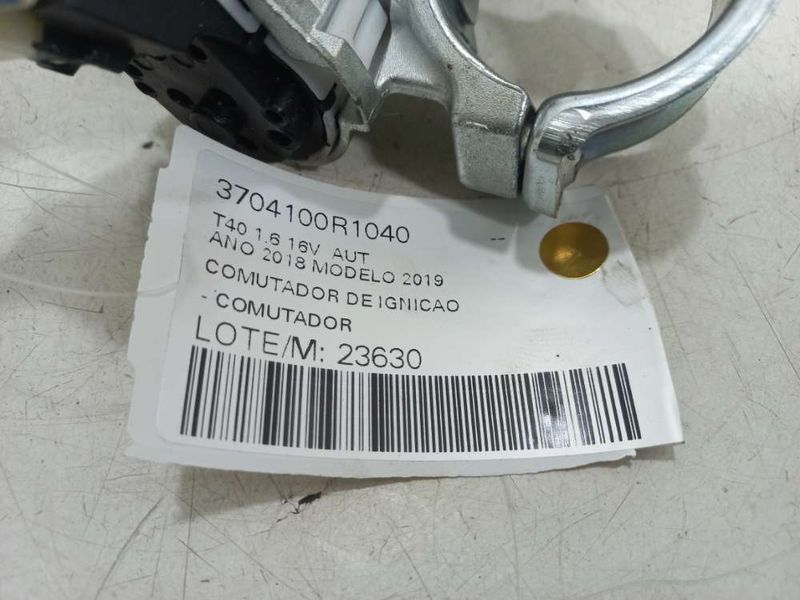 3704100R1040 --
T40 1.6 16V AUT
ANO 2018 MODELO 2019
COMUTADOR DE IGNICAO
- COMUTADOR
LOTE/M: 23630